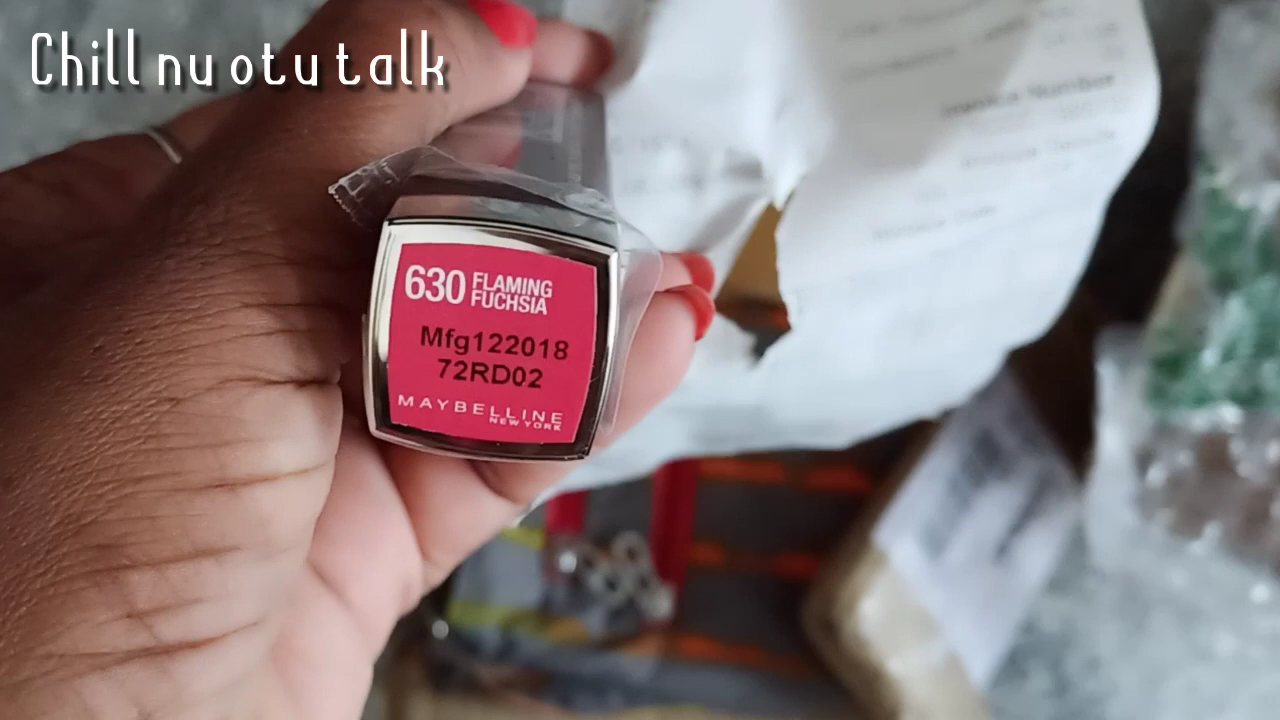 Chill nu otu talk
630 FLAMING
FUCHSIA
Mfg122018
72RD02
MAYBELLINE
NEW YORK